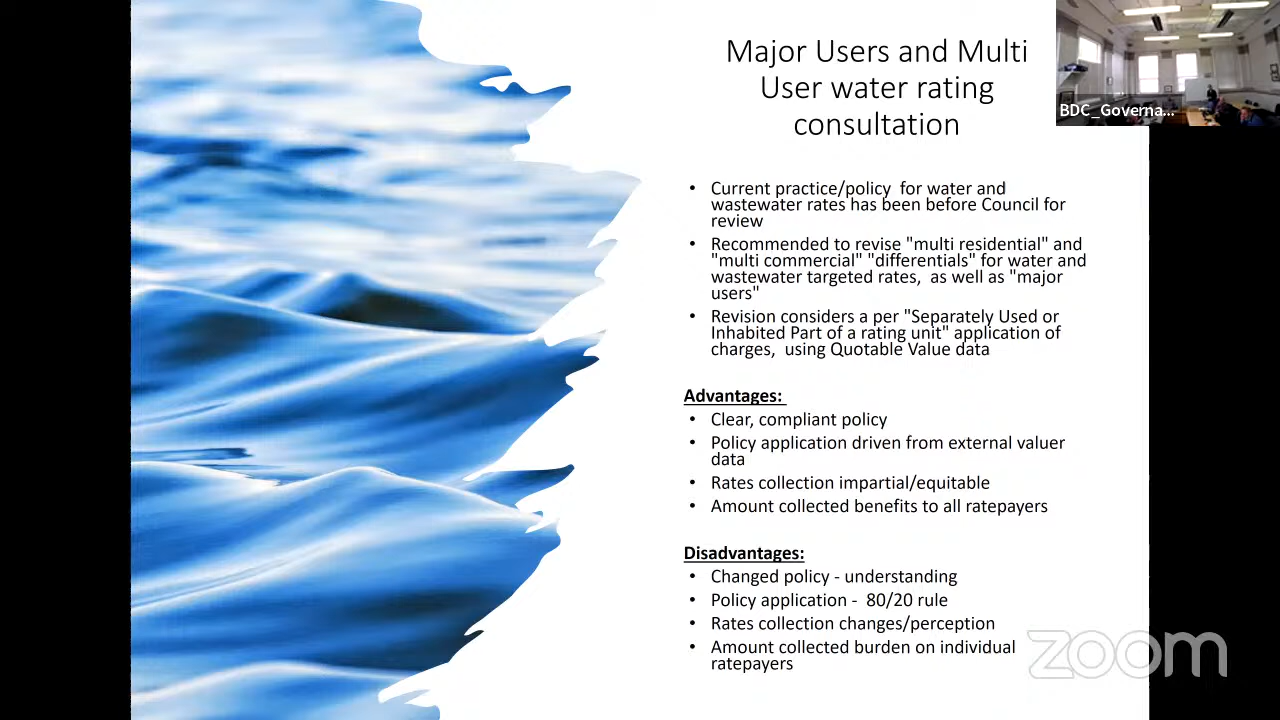 Major Users and Multi
User water rating
consultation
BDC_Governa...
• Current practice/policy for water and
wastewater rates has been before Council for
review
• Recommended to revise "multi residential" and
"multi commercial" "differentials" for water and
wastewater targeted rates, as well as "major
users"
• Revision considers a per "Separately Used or
Inhabited Part of a rating unit" application of
charges, using Quotable Value data
Advantages:
• Clear, compliant policy
• Policy application driven from external valuer
data
• Rates collection impartial/equitable
• Amount collected benefits to all ratepayers
Disadvantages:
• Changed policy - understanding
• Policy application - 80/20 rule
• Rates collection changes/perception
• Amount collected burden on individual
ratepayers
zoom